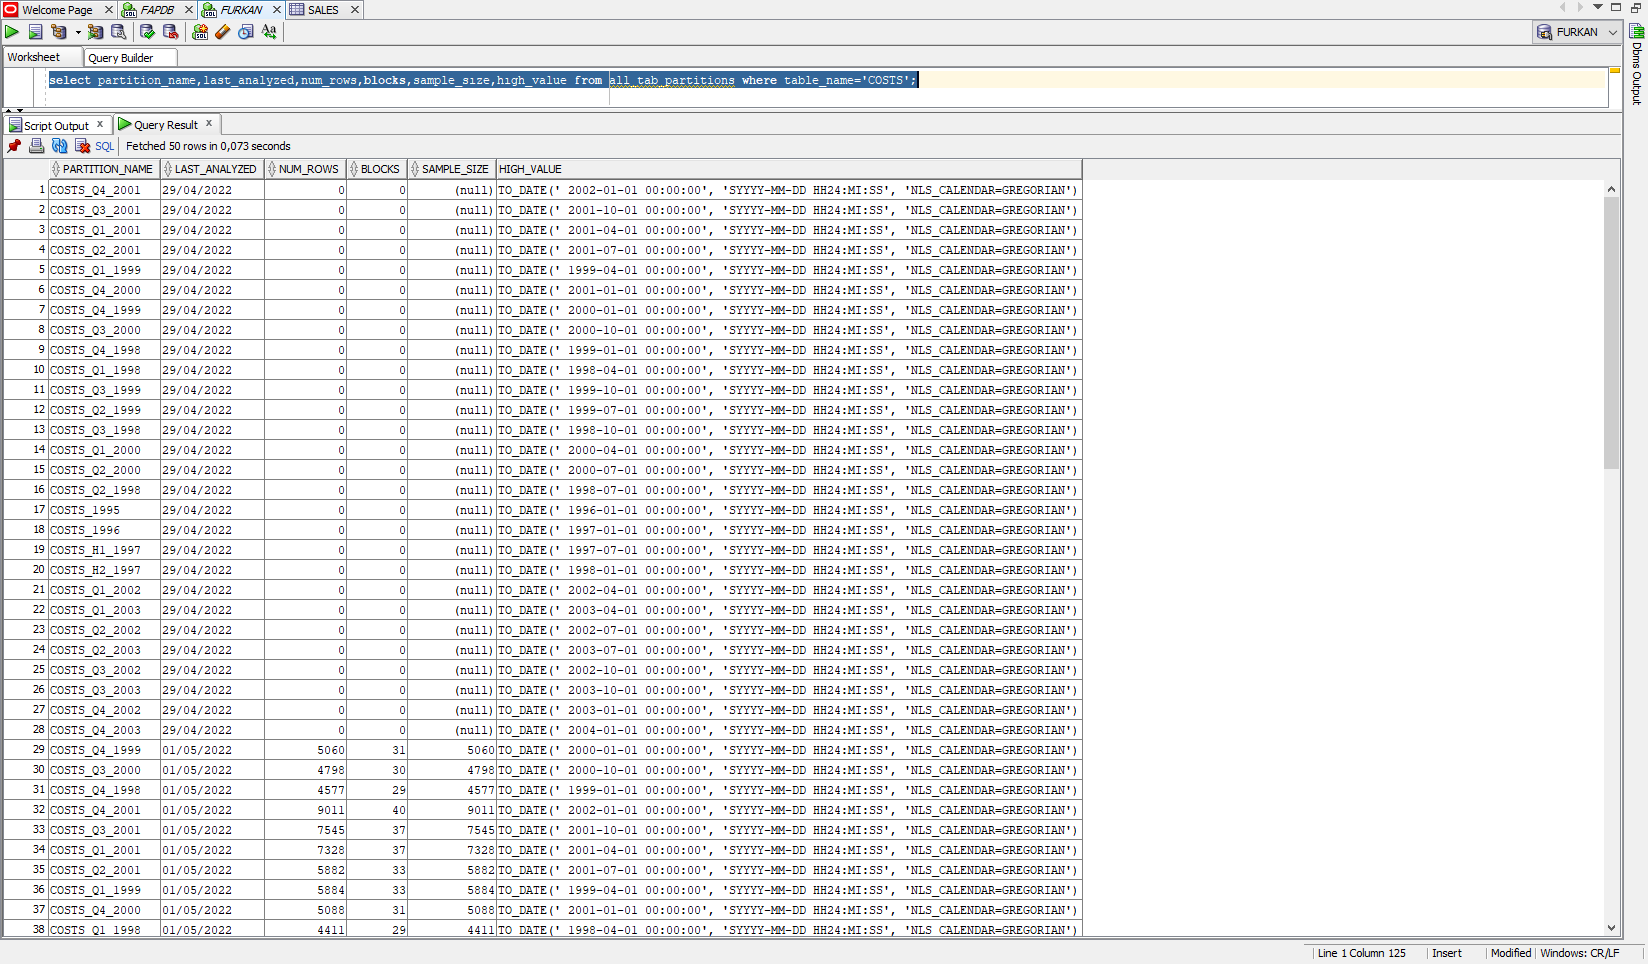 Welcome Page FAPDB FURKAN SALES
FURKAN
Worksheet Query Builder
select partition_name,last_analyzed,num_rows,blocks,sample_size,high_value from all_tab_partitions where table_name='COSTS';
Dbms Output
Script Output x Query Result x
SQL Fetched 50 rows in 0,073 seconds
PARTITION_NAME LAST_ANALYZED NUM_ROWS BLOCKS SAMPLE_SIZE HIGH_VALUE
1 COSTS_Q4_2001 29/04/2022 0 0 (null) TO_DATE(' 2002-01-01 00:00:00', 'SYYYY-MM-DD HH24:MI:SS', 'NLS_CALENDAR=GREGORIAN')
2 COSTS_Q3_2001 29/04/2022 0 0 (null) TO_DATE(' 2001-10-01 00:00:00', 'SYYYY-MM-DD HH24:MI:SS', 'NLS_CALENDAR=GREGORIAN')
3 COSTS_Q1_2001 29/04/2022 0 0 (null) TO_DATE(' 2001-04-01 00:00:00', 'SYYYY-MM-DD HH24:MI:SS', 'NLS_CALENDAR=GREGORIAN')
4 COSTS_Q2_2001 29/04/2022 0 0 (null) TO_DATE(' 2001-07-01 00:00:00', 'SYYYY-MM-DD HH24:MI:SS', 'NLS_CALENDAR=GREGORIAN')
5 COSTS_Q1_1999 29/04/2022 0 0 (null) TO_DATE(' 1999-04-01 00:00:00', 'SYYYY-MM-DD HH24:MI:SS', 'NLS_CALENDAR=GREGORIAN')
6 COSTS_Q4_2000 29/04/2022 0 0 (null) TO_DATE(' 2001-01-01 00:00:00', 'SYYYY-MM-DD HH24:MI:SS', 'NLS_CALENDAR=GREGORIAN')
7 COSTS_Q4_1999 29/04/2022 0 0 (null) TO_DATE(' 2000-01-01 00:00:00', 'SYYYY-MM-DD HH24:MI:SS', 'NLS_CALENDAR=GREGORIAN')
8 COSTS_Q3_2000 29/04/2022 0 0 (null) TO_DATE(' 2000-10-01 00:00:00', 'SYYYY-MM-DD HH24:MI:SS', 'NLS_CALENDAR=GREGORIAN')
9 COSTS_Q4_1998 29/04/2022 0 0 (null) TO_DATE(' 1999-01-01 00:00:00', 'SYYYY-MM-DD HH24:MI:SS', 'NLS_CALENDAR=GREGORIAN')
10 COSTS_Q1_1998 29/04/2022 0 0 (null) TO_DATE(' 1998-04-01 00:00:00', 'SYYYY-MM-DD HH24:MI:SS', 'NLS_CALENDAR=GREGORIAN')
11 COSTS_Q3_1999 29/04/2022 0 0 (null) TO_DATE(' 1999-10-01 00:00:00', 'SYYYY-MM-DD HH24:MI:SS', 'NLS_CALENDAR=GREGORIAN')
12 COSTS_Q2_1999 29/04/2022 0 0 (null) TO_DATE(' 1999-07-01 00:00:00', 'SYYYY-MM-DD HH24:MI:SS', 'NLS_CALENDAR=GREGORIAN')
13 COSTS_Q3_1998 29/04/2022 0 0 (null) TO_DATE(' 1998-10-01 00:00:00', 'SYYYY-MM-DD HH24:MI:SS', 'NLS_CALENDAR=GREGORIAN')
14 COSTS_Q1_2000 29/04/2022 0 0 (null) TO_DATE(' 2000-04-01 00:00:00', 'SYYYY-MM-DD HH24:MI:SS', 'NLS_CALENDAR=GREGORIAN')
15 COSTS_Q2_2000 29/04/2022 0 0 (null) TO_DATE(' 2000-07-01 00:00:00', 'SYYYY-MM-DD HH24:MI:SS', 'NLS_CALENDAR=GREGORIAN')
16 COSTS_Q2_1998 29/04/2022 0 0 (null) TO_DATE(' 1998-07-01 00:00:00', 'SYYYY-MM-DD HH24:MI:SS', 'NLS_CALENDAR=GREGORIAN')
17 COSTS_1995 29/04/2022 0 0 (null) TO_DATE(' 1996-01-01 00:00:00', 'SYYYY-MM-DD HH24:MI:SS', 'NLS_CALENDAR=GREGORIAN')
18 COSTS_1996 29/04/2022 0 0 (null) TO_DATE(' 1997-01-01 00:00:00', 'SYYYY-MM-DD HH24:MI:SS', 'NLS_CALENDAR=GREGORIAN')
19 COSTS_H1_1997 29/04/2022 0 0 (null) TO_DATE(' 1997-07-01 00:00:00', 'SYYYY-MM-DD HH24:MI:SS', 'NLS_CALENDAR=GREGORIAN')
20 COSTS_H2_1997 29/04/2022 0 0 (null) TO_DATE(' 1998-01-01 00:00:00', 'SYYYY-MM-DD HH24:MI:SS', 'NLS_CALENDAR=GREGORIAN')
21 COSTS_Q1_2002 29/04/2022 0 0 (null) TO_DATE(' 2002-04-01 00:00:00', 'SYYYY-MM-DD HH24:MI:SS', 'NLS_CALENDAR=GREGORIAN')
22 COSTS_Q1_2003 29/04/2022 0 0 (null) TO_DATE(' 2003-04-01 00:00:00', 'SYYYY-MM-DD HH24:MI:SS', 'NLS_CALENDAR=GREGORIAN')
23 COSTS_Q2_2002 29/04/2022 0 0 (null) TO_DATE(' 2002-07-01 00:00:00', 'SYYYY-MM-DD HH24:MI:SS', 'NLS_CALENDAR=GREGORIAN')
24 COSTS_Q2_2003 29/04/2022 0 0 (null) TO_DATE(' 2003-07-01 00:00:00', 'SYYYY-MM-DD HH24:MI:SS', 'NLS_CALENDAR=GREGORIAN')
25 COSTS_Q3_2002 29/04/2022 0 0 (null) TO_DATE(' 2002-10-01 00:00:00', 'SYYYY-MM-DD HH24:MI:SS', 'NLS_CALENDAR=GREGORIAN')
26 COSTS_Q3_2003 29/04/2022 0 0 (null) TO_DATE(' 2003-10-01 00:00:00', 'SYYYY-MM-DD HH24:MI:SS', 'NLS_CALENDAR=GREGORIAN')
27 COSTS_Q4_2002 29/04/2022 0 0 (null) TO_DATE(' 2003-01-01 00:00:00', 'SYYYY-MM-DD HH24:MI:SS', 'NLS_CALENDAR=GREGORIAN')
28 COSTS_Q4_2003 29/04/2022 0 0 (null) TO_DATE(' 2004-01-01 00:00:00', 'SYYYY-MM-DD HH24:MI:SS', 'NLS_CALENDAR=GREGORIAN')
29 COSTS_Q4_1999 01/05/2022 5060 31 5060 TO_DATE(' 2000-01-01 00:00:00', 'SYYYY-MM-DD HH24:MI:SS', 'NLS_CALENDAR=GREGORIAN')
30 COSTS_Q3_2000 01/05/2022 4798 30 4798 TO_DATE(' 2000-10-01 00:00:00', 'SYYYY-MM-DD HH24:MI:SS', 'NLS_CALENDAR=GREGORIAN')
31 COSTS_Q4_1998 01/05/2022 4577 29 4577 TO_DATE(' 1999-01-01 00:00:00', 'SYYYY-MM-DD HH24:MI:SS', 'NLS_CALENDAR=GREGORIAN')
32 COSTS_Q4_2001 01/05/2022 9011 40 9011 TO_DATE(' 2002-01-01 00:00:00', 'SYYYY-MM-DD HH24:MI:SS', 'NLS_CALENDAR=GREGORIAN')
33 COSTS_Q3_2001 01/05/2022 7545 37 7545 TO_DATE(' 2001-10-01 00:00:00', 'SYYYY-MM-DD HH24:MI:SS', 'NLS_CALENDAR=GREGORIAN')
34 COSTS_Q1_2001 01/05/2022 7328 37 7328 TO_DATE(' 2001-04-01 00:00:00', 'SYYYY-MM-DD HH24:MI:SS', 'NLS_CALENDAR=GREGORIAN')
35 COSTS_Q2_2001 01/05/2022 5882 33 5882 TO_DATE(' 2001-07-01 00:00:00', 'SYYYY-MM-DD HH24:MI:SS', 'NLS_CALENDAR=GREGORIAN')
36 COSTS_Q1_1999 01/05/2022 5884 33 5884 TO_DATE(' 1999-04-01 00:00:00', 'SYYYY-MM-DD HH24:MI:SS', 'NLS_CALENDAR=GREGORIAN')
37 COSTS_Q4_2000 01/05/2022 5088 31 5088 TO_DATE(' 2001-01-01 00:00:00', 'SYYYY-MM-DD HH24:MI:SS', 'NLS_CALENDAR=GREGORIAN')
38 COSTS_Q1_1998 01/05/2022 4411 29 4411 TO_DATE(' 1998-04-01 00:00:00', 'SYYYY-MM-DD HH24:MI:SS', 'NLS_CALENDAR=GREGORIAN')
Line 1 Column 125 Insert Modified Windows: CR/LF